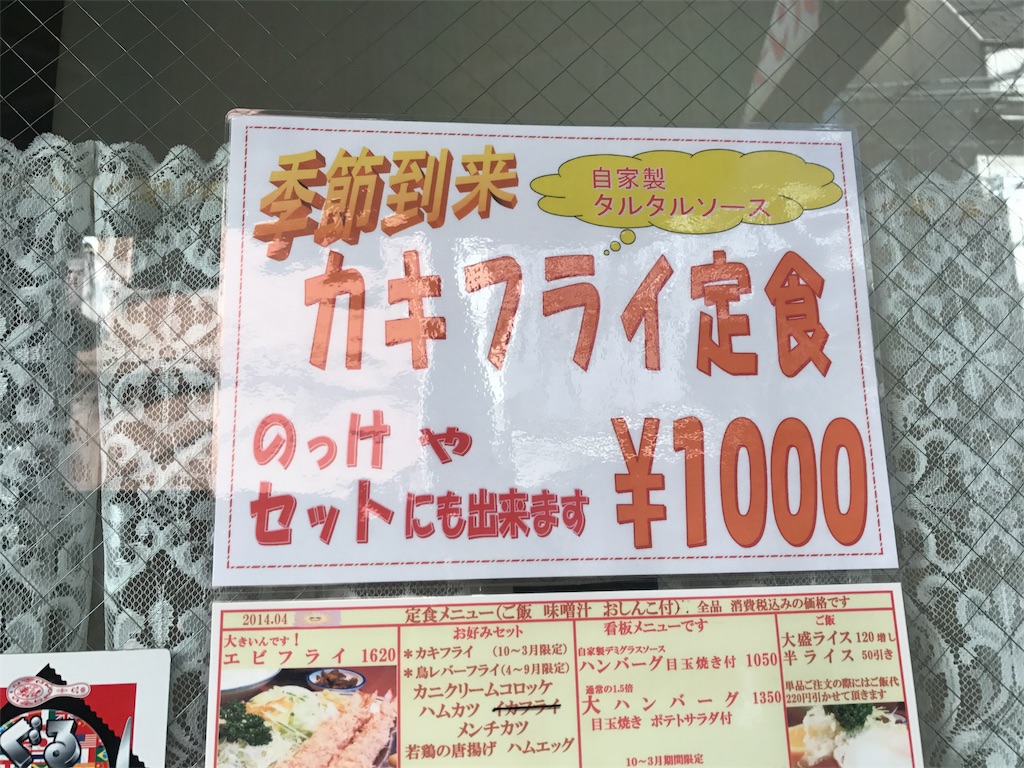 季節到来
自家製
タルタルソース
カキフライ定食
のっけ や
セットにも出来ます
¥1000
2014.04
定食メニュー(ご飯 味噌汁 おしんこ付) 全品 消費税込みの価格です
大きいんです!
エビフライ 1620
お好みセット
*カキフライ (10~3月限定)
*鳥レバーフライ(4~9月限定)
カニクリームコロッケ
ハムカツ イカフライ
メンチカツ
若鶏の唐揚げ ハムエッグ
看板メニューです
自家製デミグラスソース
ハンバーグ目玉焼き付 1050
通常の1.5倍
大ハンバーグ 1350
目玉焼き ポテトサラダ付
10~3月期間限定
ご飯
大盛ライス 120増し
半ライス 50引き
単品ご注文の際にはご飯代
220円引かせて頂きます
ぐる